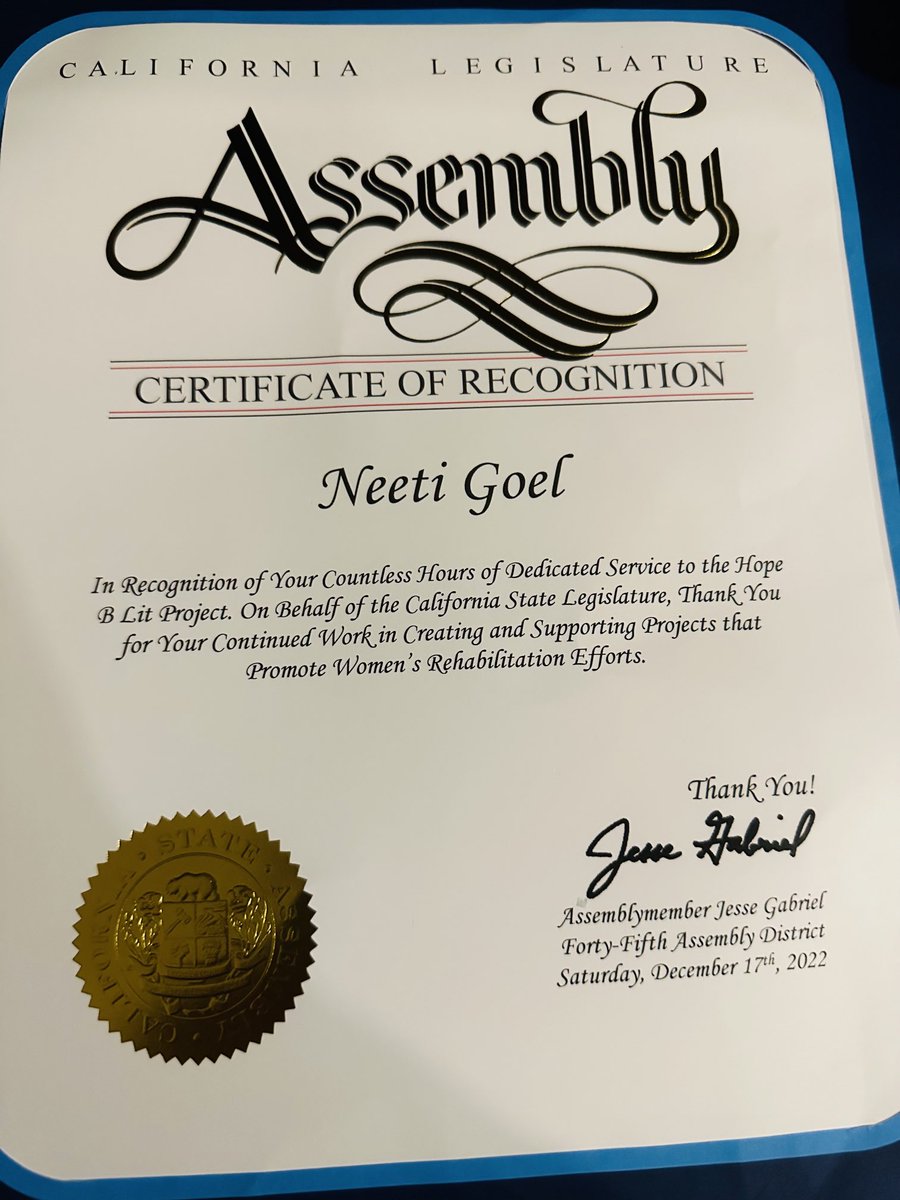 CALIFORNIA LEGISLATURE
Assembly
CERTIFICATE OF RECOGNITION
Neeti Goel
In Recognition of Your Countless Hours of Dedicated Service to the Hope
B Lit Project. On Behalf of the California State Legislature, Thank You
for Your Continued Work in Creating and Supporting Projects that
Promote Women's Rehabilitation Efforts.
Thank You!
Jesse Gabriel
Assemblymember Jesse Gabriel
Forty-Fifth Assembly District
Saturday, December 17th, 2022
CALIFORNIA · STATE · ASSEMBLY ·